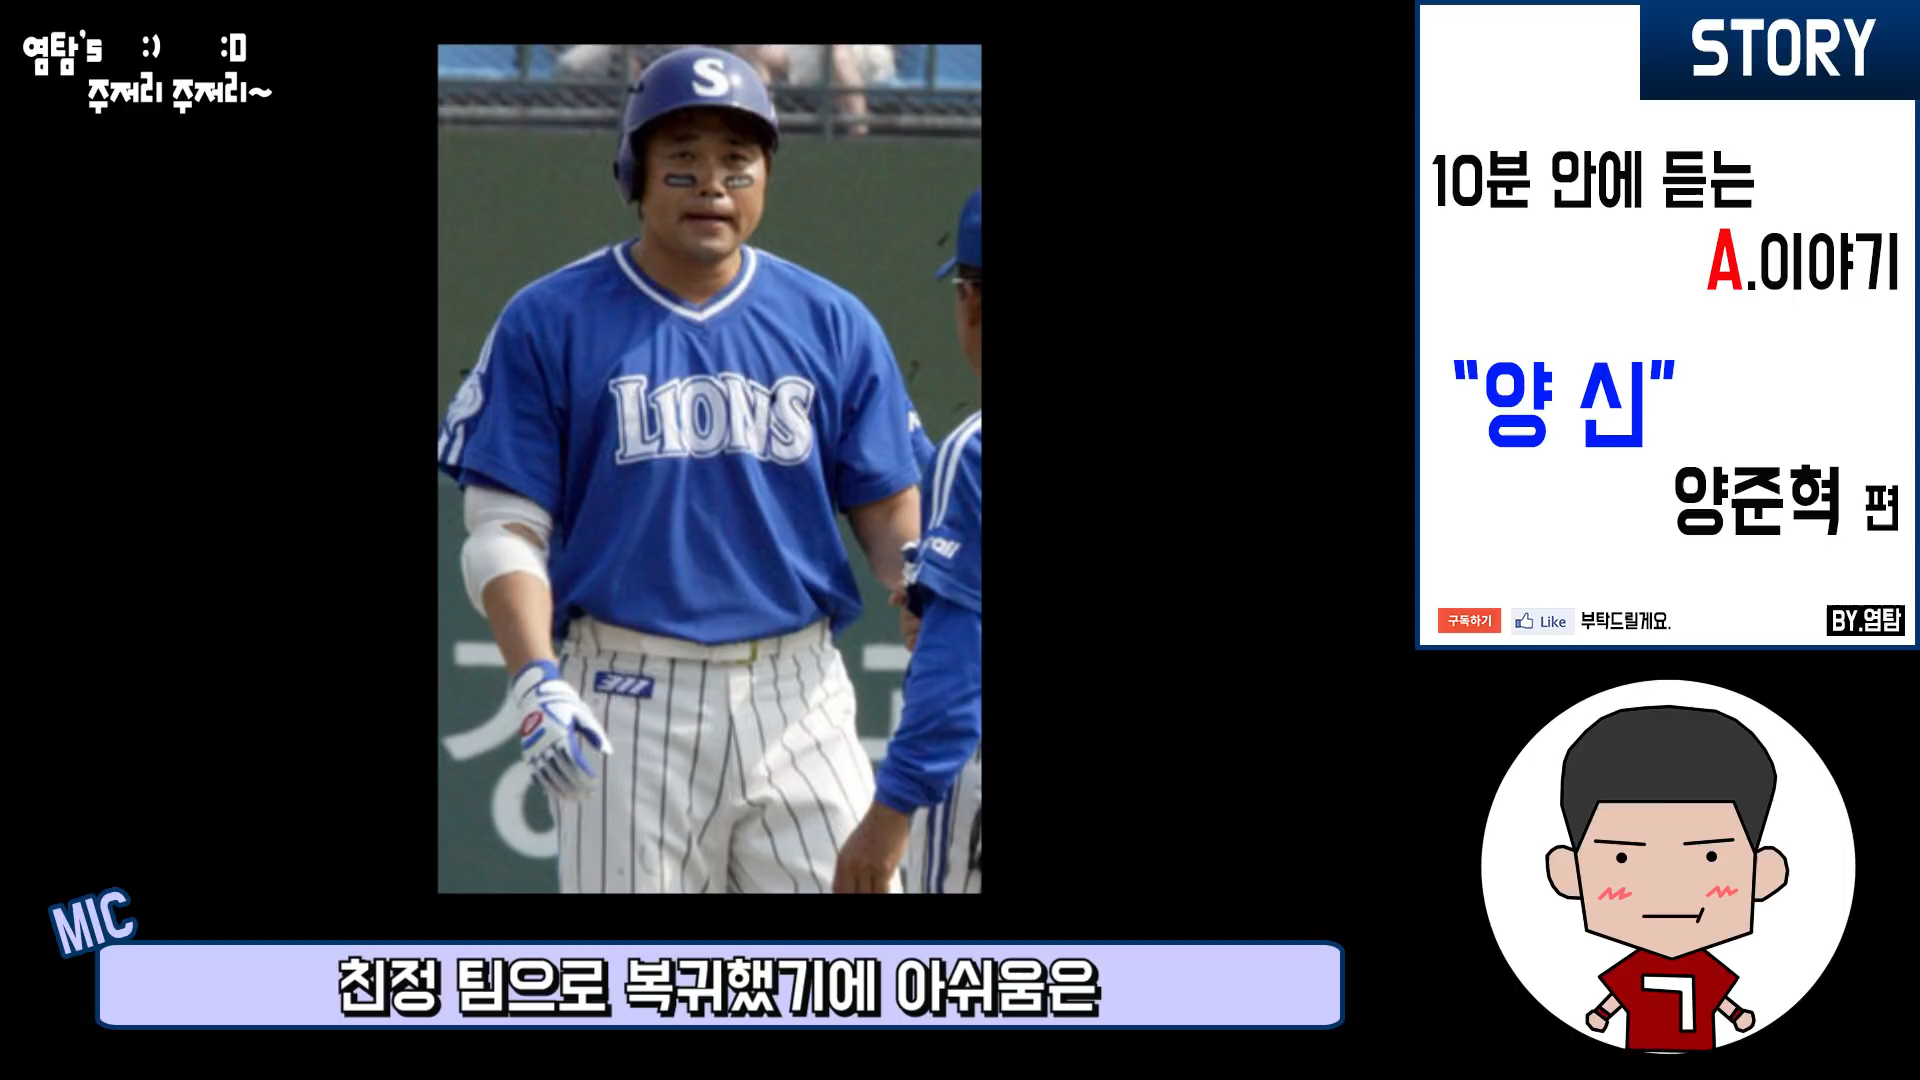 염탐's :) :D
주저리 주저리~
S
LIONS
STORY
10분 안에 듣는
A.이야기
"양 신"
양준혁 편
구독하기 Like 부탁드릴게요.
BY.염탐
MIC
친정 팀으로 복귀했기에 아쉬움은
ㄱ